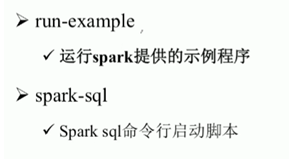 ➢ run-example
✓ 运行spark提供的示例程序
➢ spark-sql
✓ Spark sql命令行启动脚本